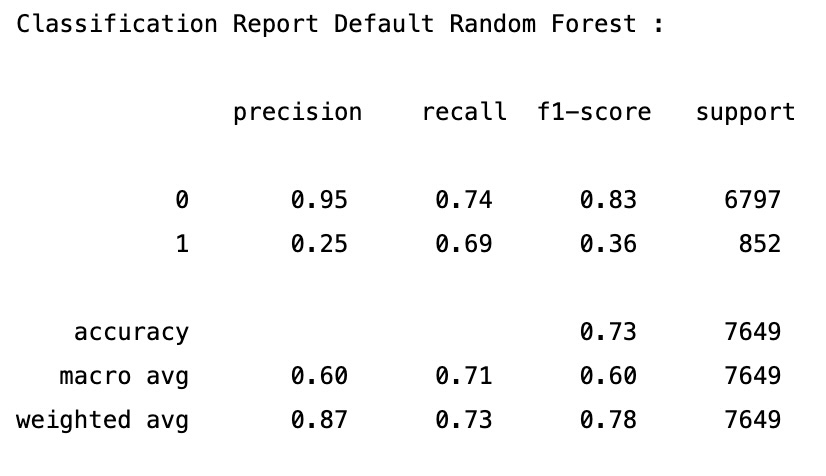 Classification Report Default Random Forest :
precision recall f1-score support
0 0.95 0.74 0.83 6797
1 0.25 0.69 0.36 852
accuracy 0.73 7649
macro avg 0.60 0.71 0.60 7649
weighted avg 0.87 0.73 0.78 7649